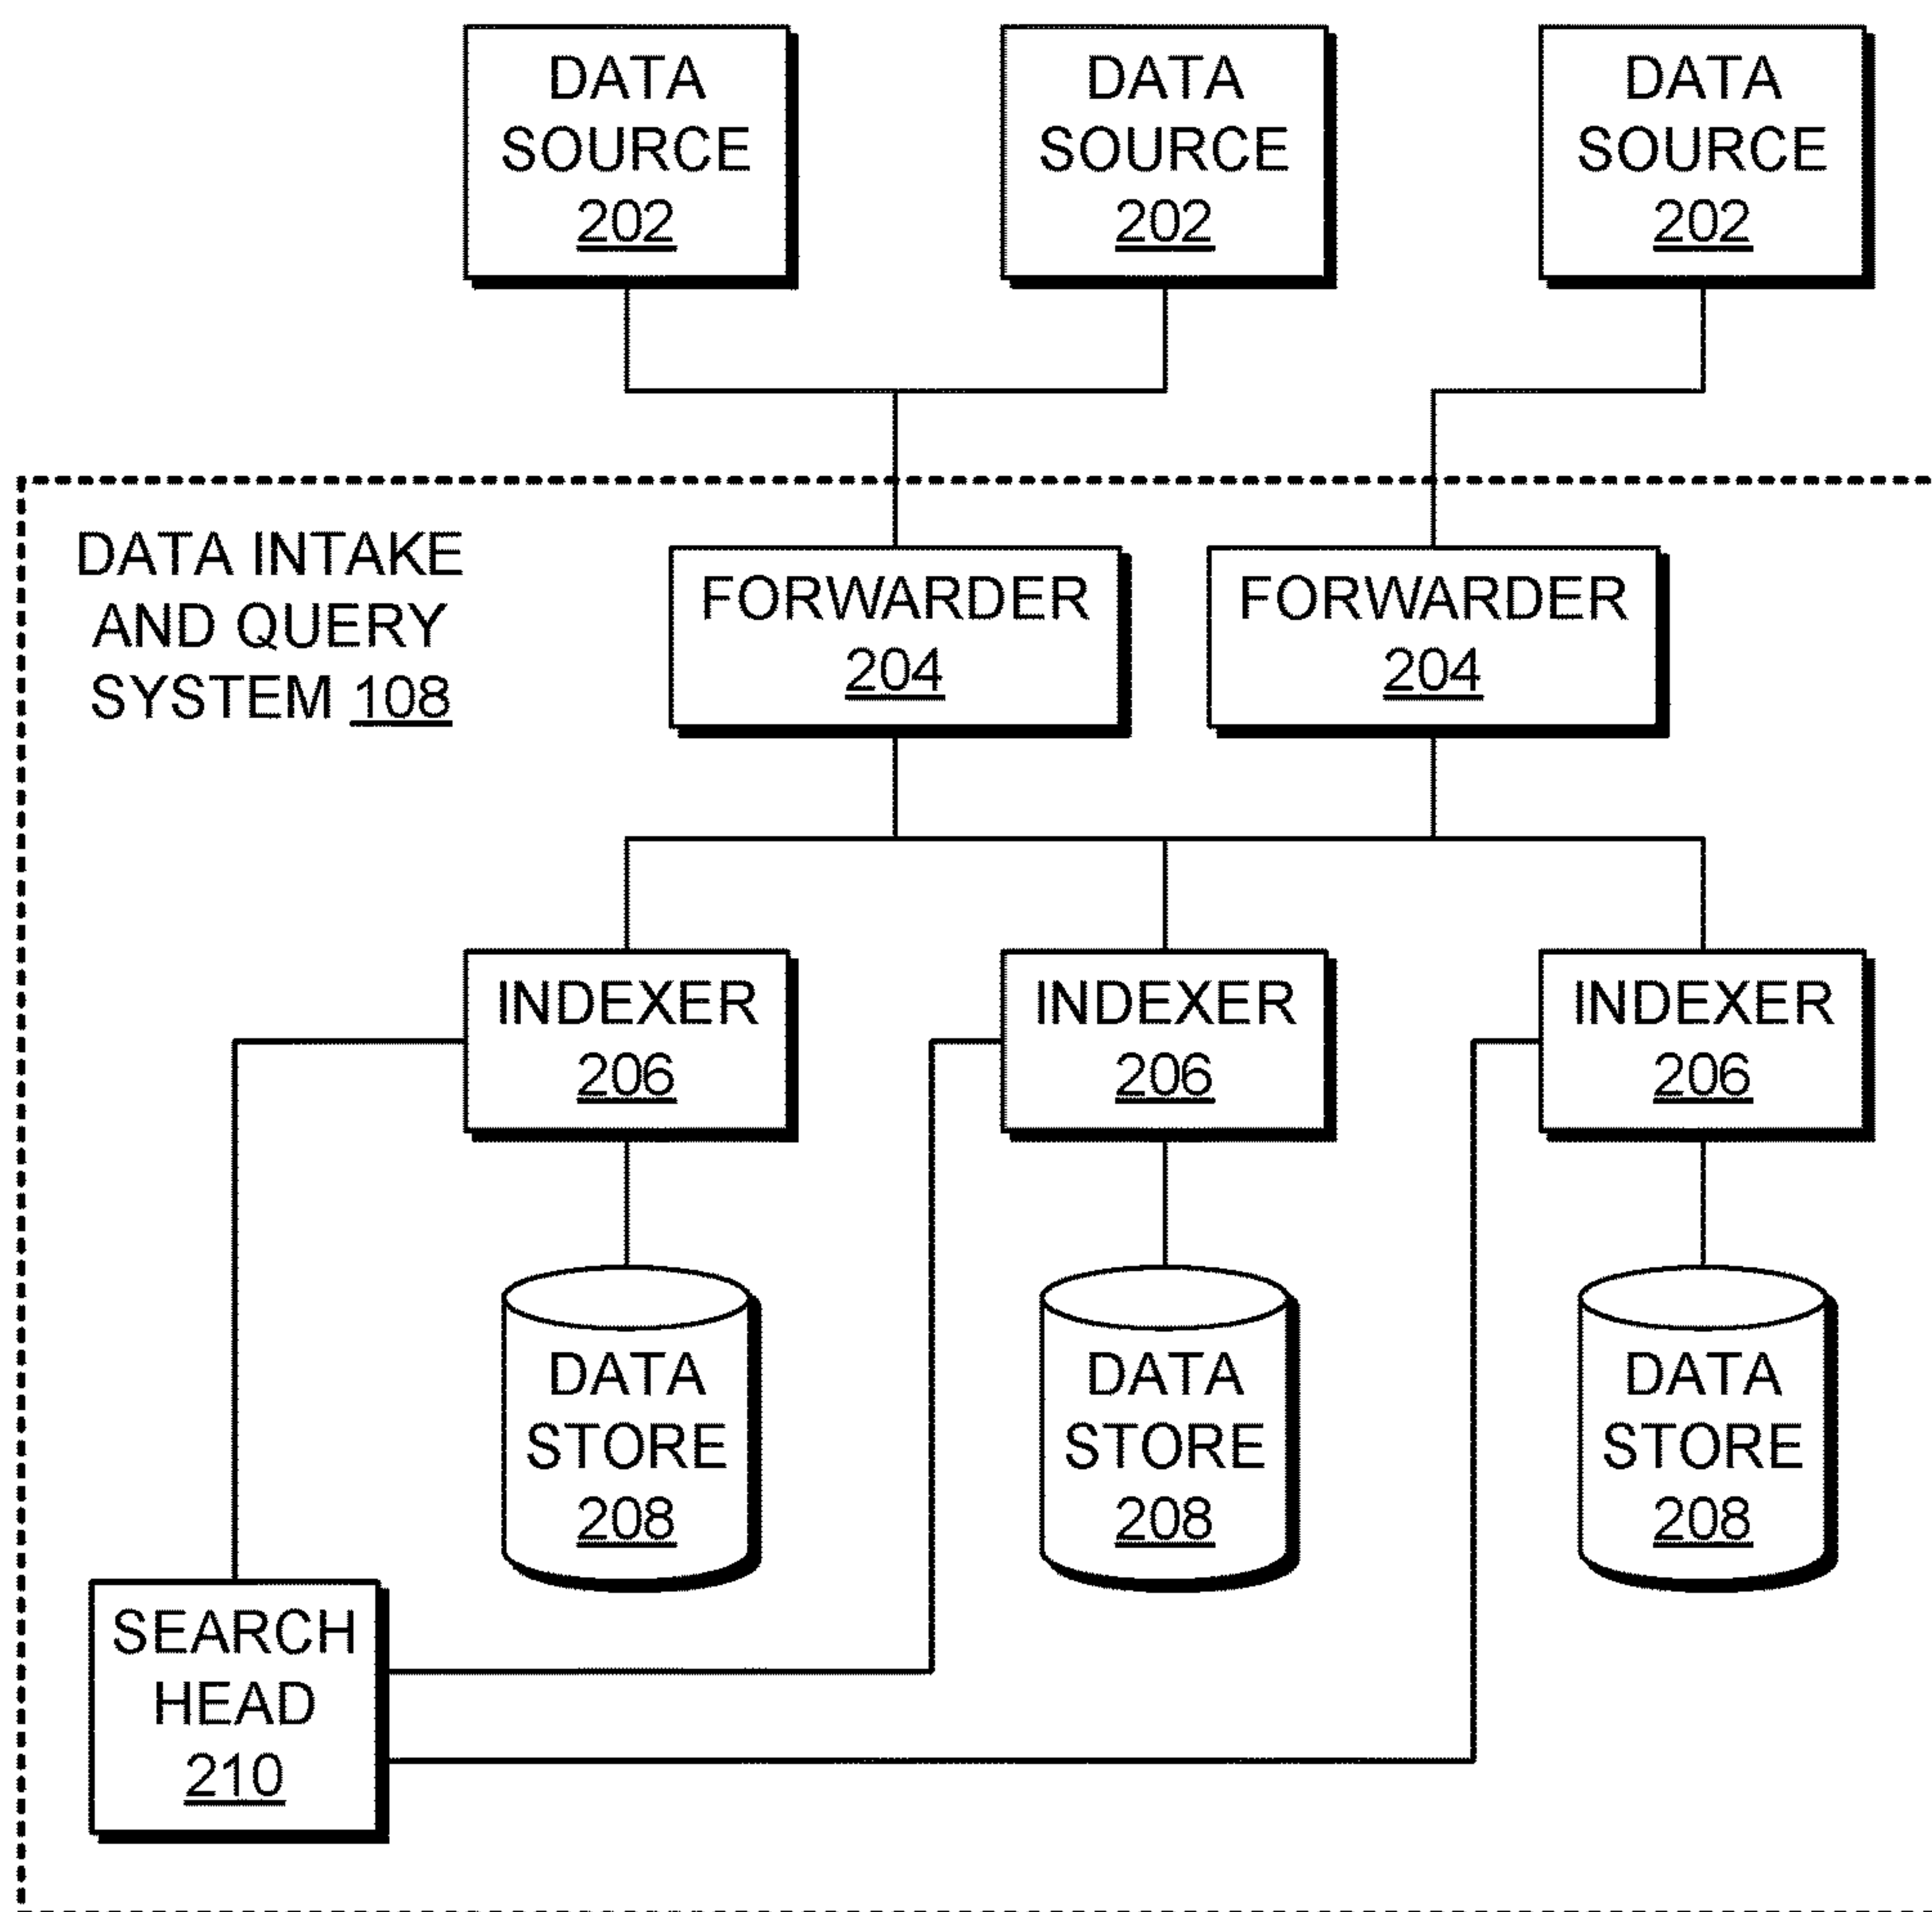 DATA
SOURCE
202
DATA
SOURCE
202
DATA
SOURCE
202
DATA INTAKE
AND QUERY
SYSTEM 108
FORWARDER
204
FORWARDER
204
INDEXER
206
INDEXER
206
INDEXER
206
DATA
STORE
208
DATA
STORE
208
DATA
STORE
208
SEARCH
HEAD
210